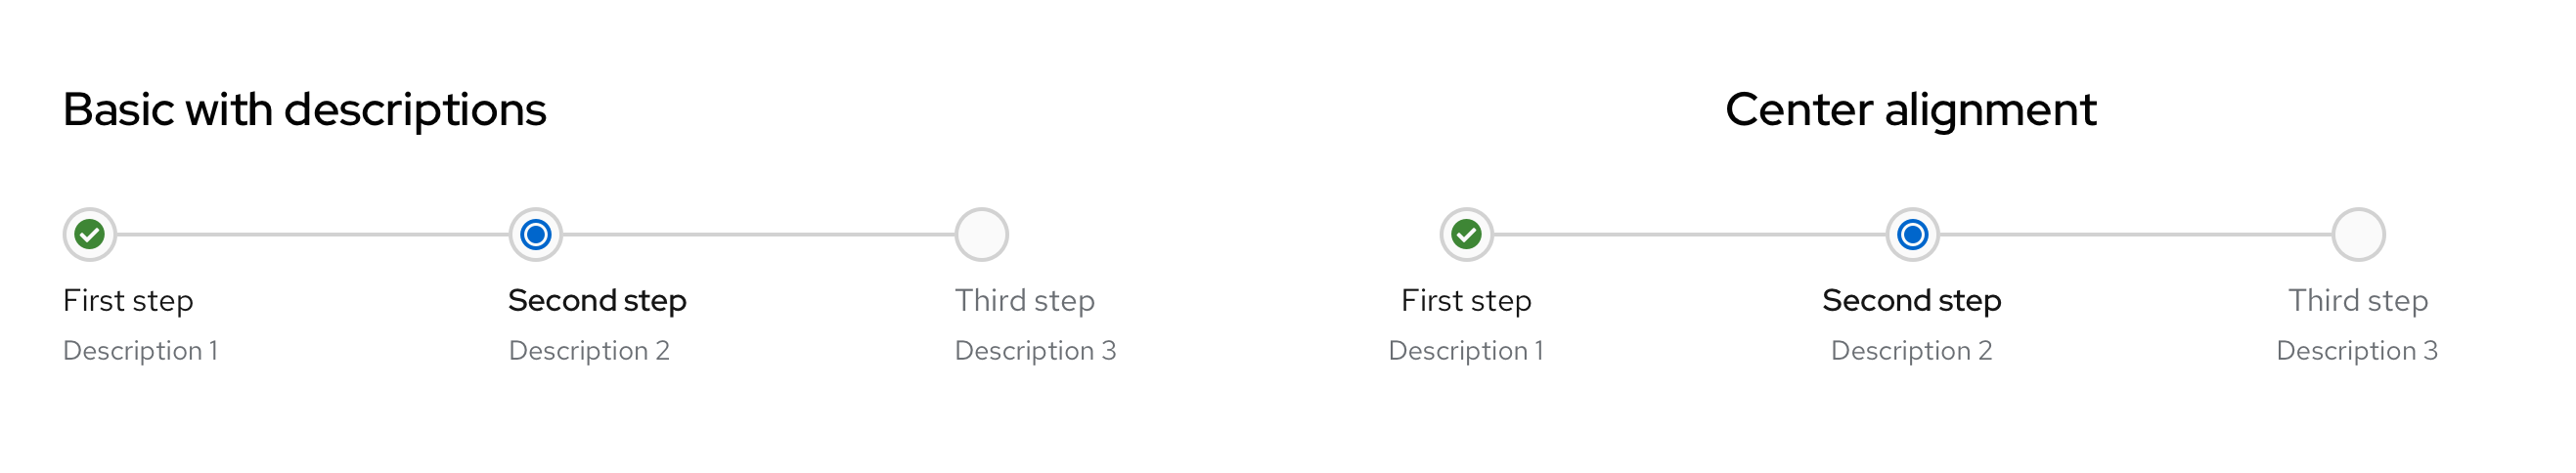 Basic with descriptions
First step
Description 1
Second step
Description 2
Third step
Description 3
Center alignment
First step
Description 1
Second step
Description 2
Third step
Description 3